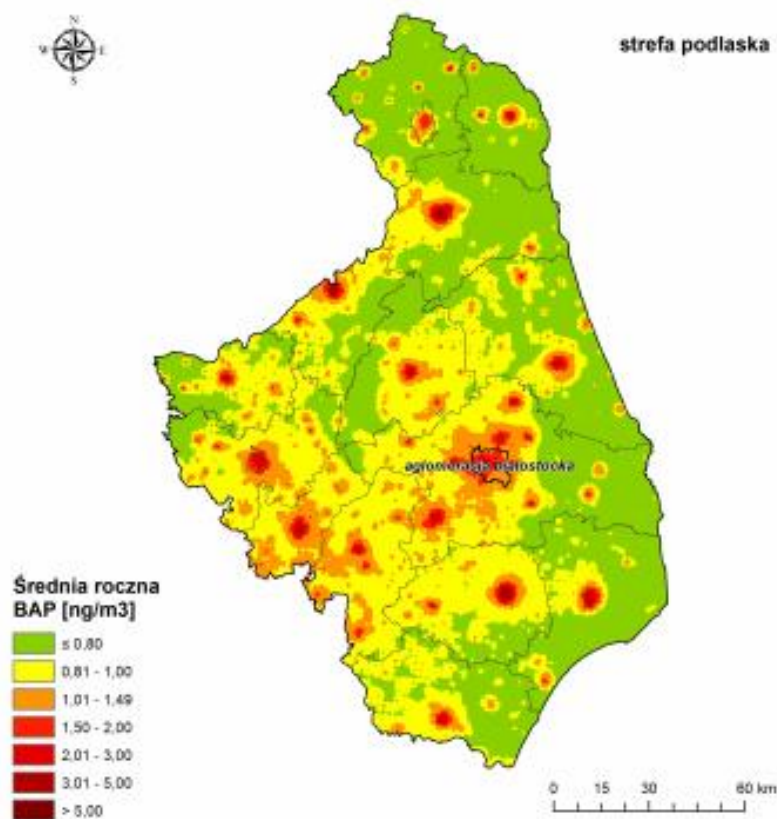 N
W E
S
strefa podlaska
aglomeracja białostocka
Średnia roczna
BAP [ng/m3]
≤ 0,80
0,81 - 1,00
1,01 - 1,49
1,50 - 2,00
2,01 - 3,00
3,01 - 5,00
> 5,00
0 15 30 60 km